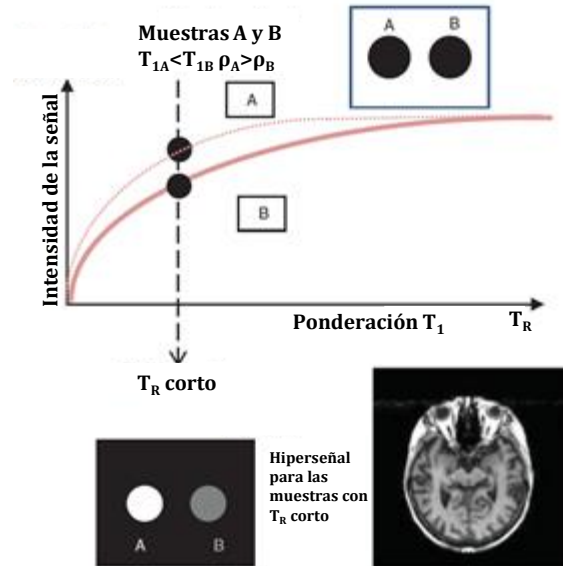 Muestras A y B
T₁A<T₁B ρA>ρB
A B
A
B
Intensidad de la señal
Ponderación T₁
TR
TR corto
A B
Hiperseñal
para las
muestras con
TR corto